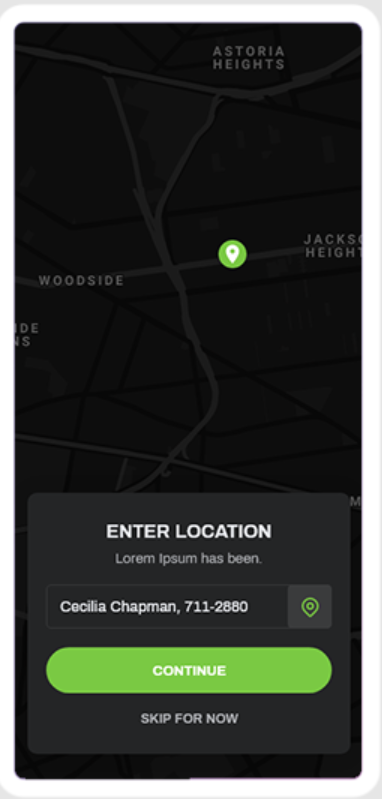 ASTORIA
HEIGHTS
JACKSO
HEIGHT
WOODSIDE
IDE
NS
M
ENTER LOCATION
Lorem Ipsum has been.
Cecilia Chapman, 711-2880
CONTINUE
SKIP FOR NOW